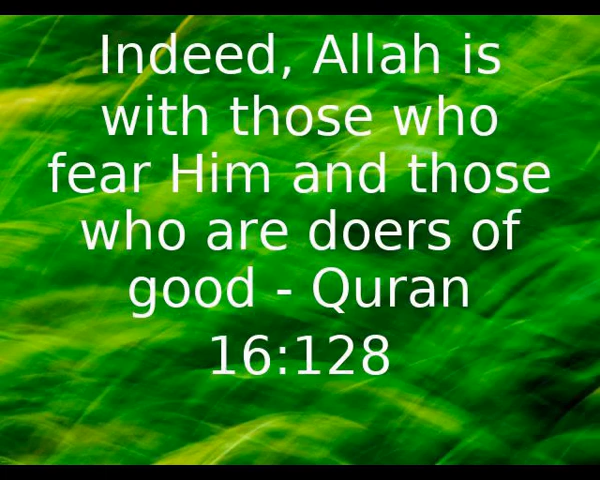 Indeed, Allah is
with those who
fear Him and those
who are doers of
good - Quran
16:128